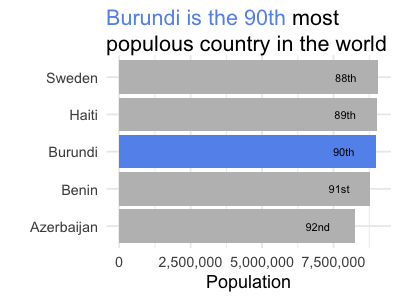 Burundi is the 90th most
populous country in the world
Sweden
88th
Haiti
89th
Burundi
90th
Benin
91st
Azerbaijan
92nd
0 2,500,000 5,000,000 7,500,000
Population